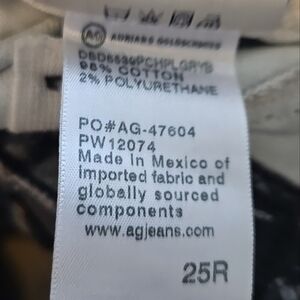 AG ADRIANO GOLDSCHMIED
98% COTTON
2% POLYURETHANE
PO#AG-47604
PW12074
Made in Mexico of
imported fabric and
globally sourced
components
www.agjeans.com
25R